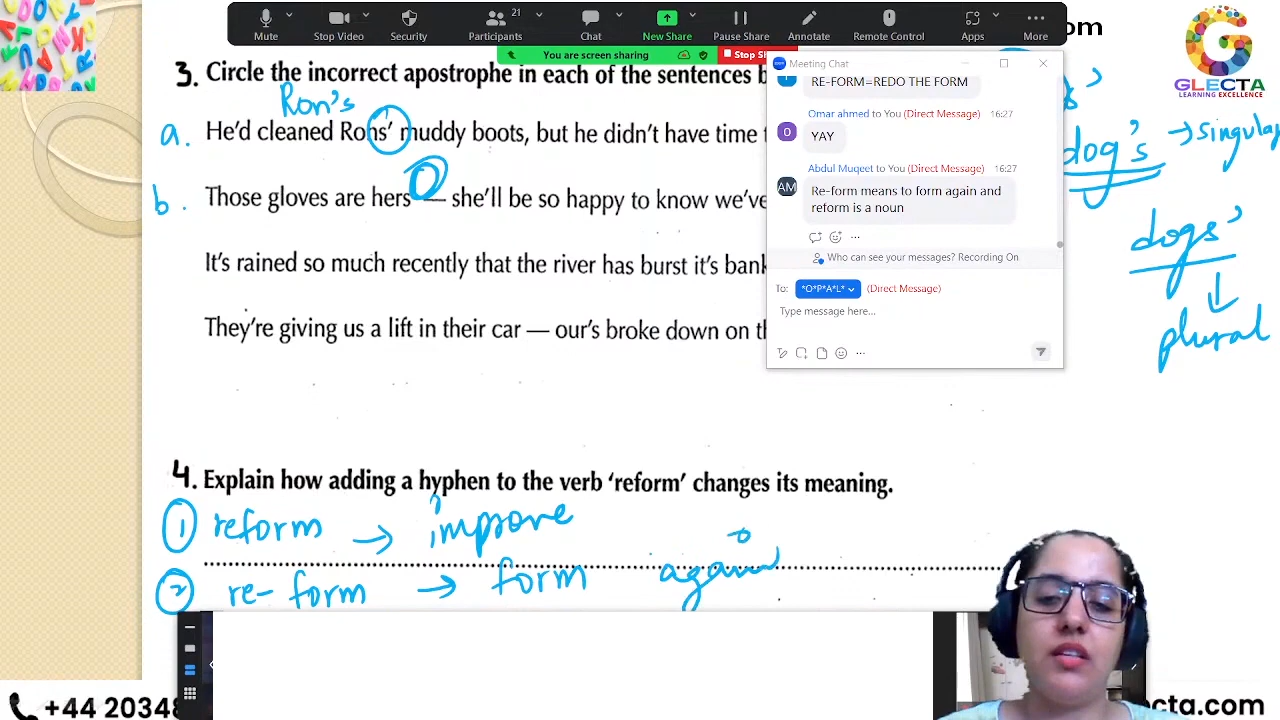 21
Mute
Stop Video
Security
Participants
Chat
New Share
Pause Share
Annotate
Remote Control
Apps
More
You are screen sharing
Stop
om
GLECTA
LEARNING EXCELLENCE
3. Circle the incorrect apostrophe in each of the sentences b
Ron's
a. He'd cleaned Rons' muddy boots, but he didn't have time
b. Those gloves are hers' — she'll be so happy to know we've
It's rained so much recently that the river has burst it's bank
They're giving us a lift in their car — our's broke down on th
Meeting Chat
RE-FORM=REDO THE FORM
Omar ahmed to You (Direct Message) 16:27
O
YAY
Abdul Muqeet to You (Direct Message) 16:27
AM
Re-form means to form again and
reform is a noun
Who can see your messages? Recording On
To: *O*P*A*L* (Direct Message)
Type message here...
s'
dog's → singular
dogs'
plural
4. Explain how adding a hyphen to the verb 'reform' changes its meaning.
1 reform → improve
2 re-form → form again
+44 20348
ecta.com